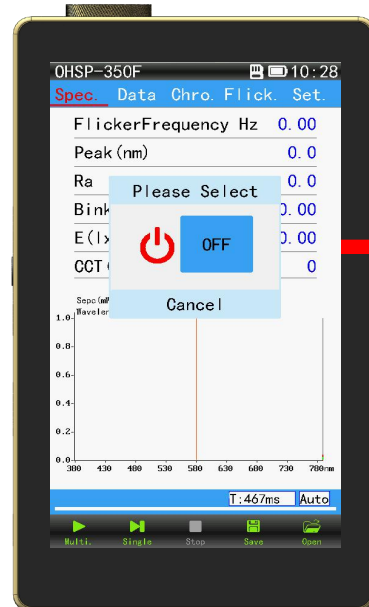 OHSP-350F 10:28
Spec. Data Chro. Flick. Set.
FlickerFrequency Hz 0.00
Peak(nm) 0.0
Ra 0.0
Please Select
Bink 0.00
OFF
E(lx 0.00
CCT 0
Cancel
1.0
0.8
0.6
0.4
0.2
0.0
380 430 480 530 580 630 680 730 780nm
T:467ms Auto
Multi. Single Stop Save Open